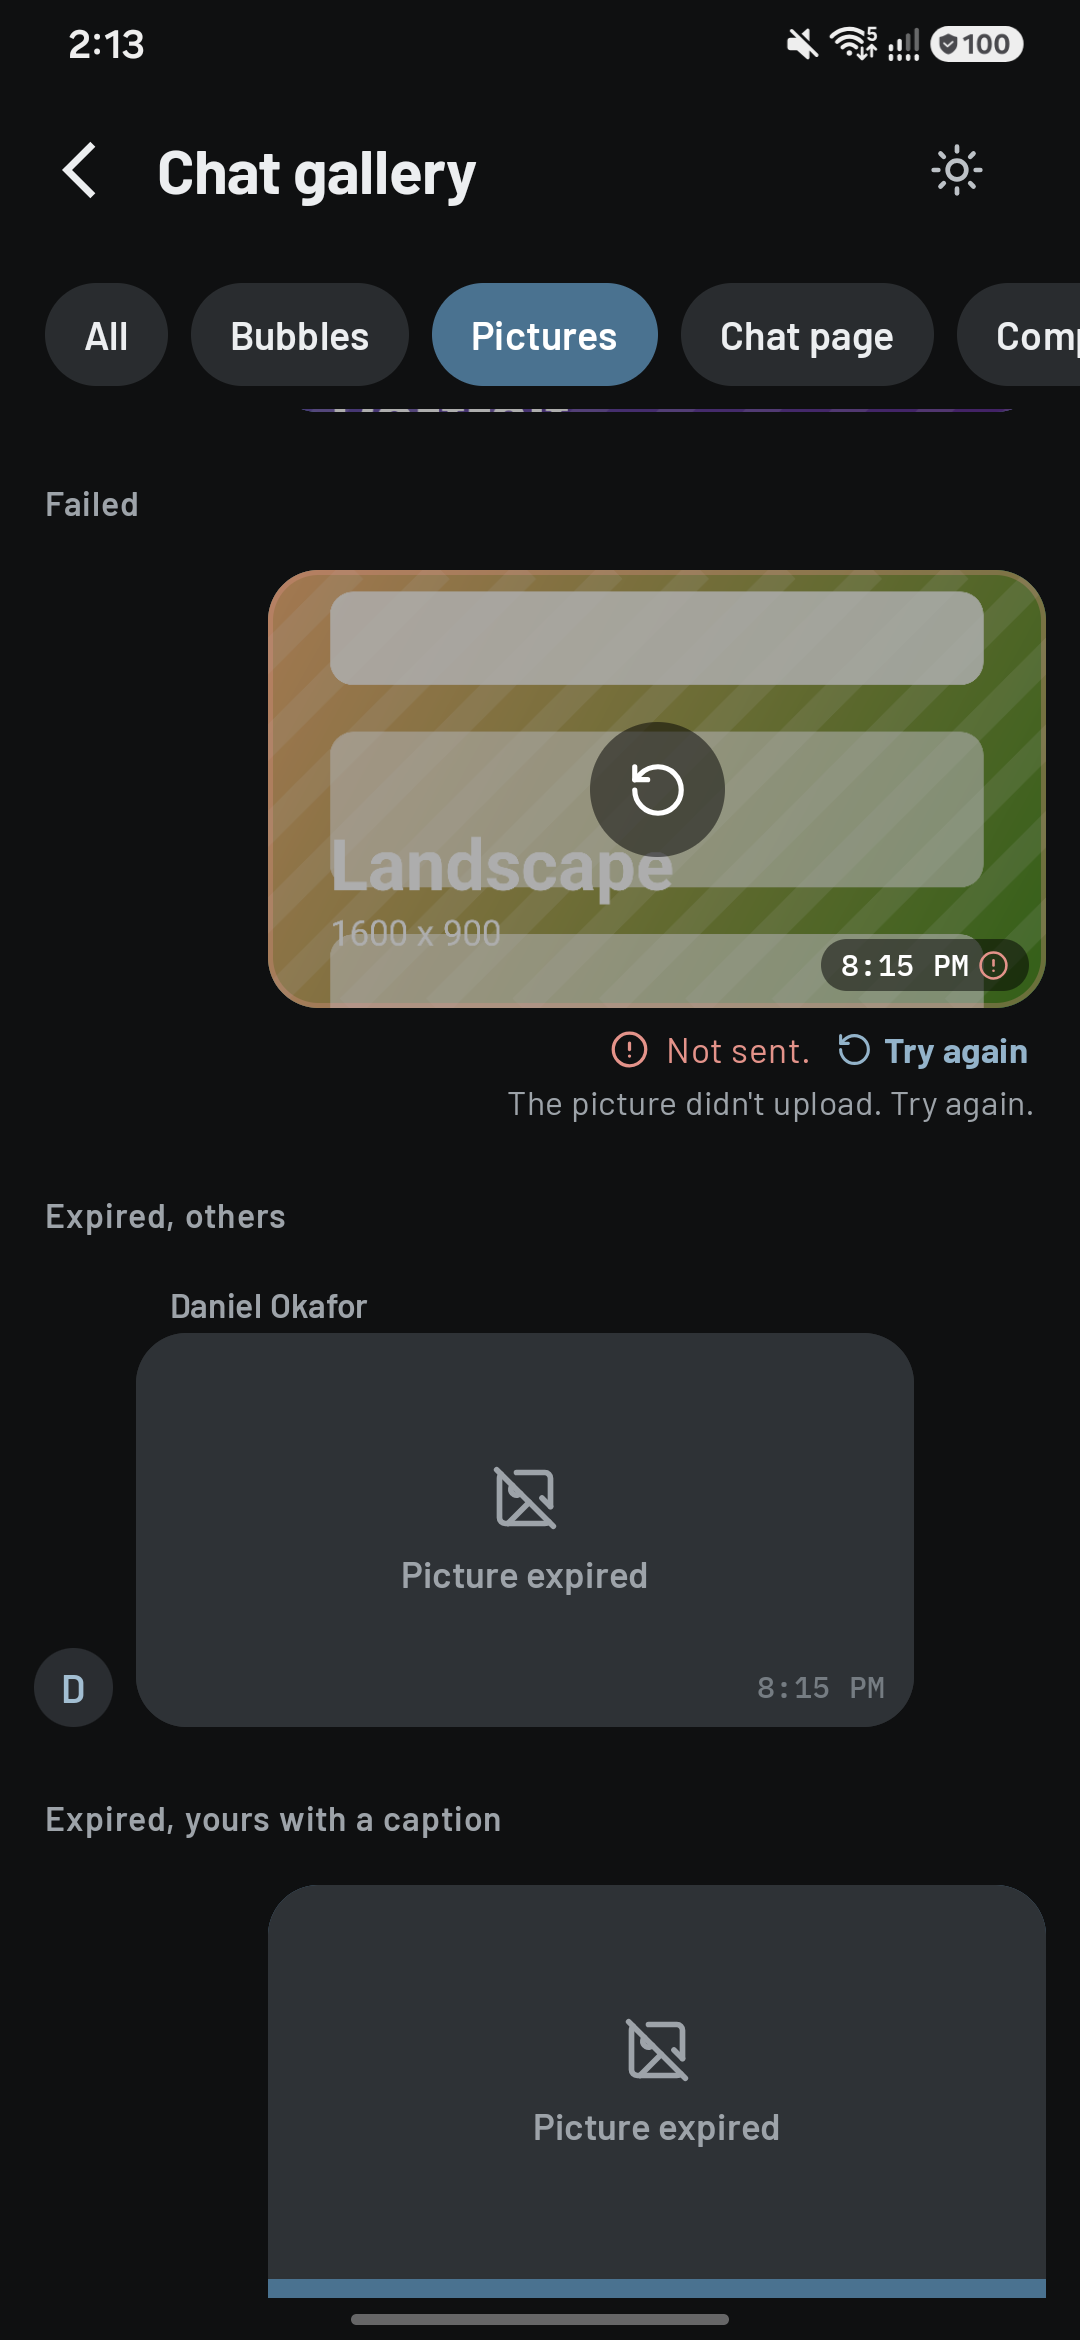 2:13
5
100
Chat gallery
All
Bubbles
Pictures
Chat page
Failed
Landscape
1600 x 900
8:15 PM
Not sent. Try again
The picture didn't upload. Try again.
Expired, others
Daniel Okafor
Picture expired
D
8:15 PM
Expired, yours with a caption
Picture expired